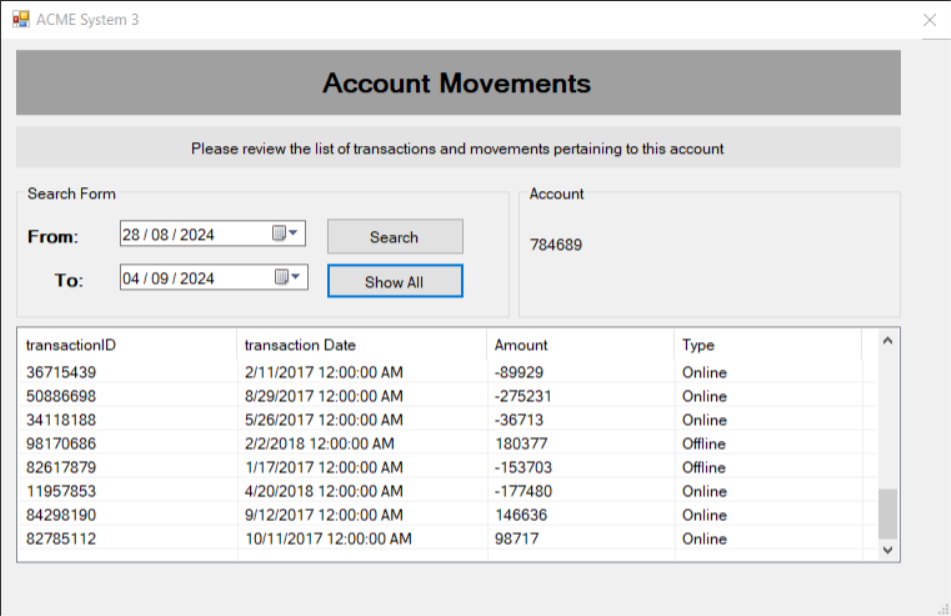 ACME System 3
Account Movements
Please review the list of transactions and movements pertaining to this account
Search Form
From: 28 / 08 / 2024 Search
To: 04 / 09 / 2024 Show All
Account
784689
transactionID transaction Date Amount Type
36715439 2/11/2017 12:00:00 AM -89929 Online
50886698 8/29/2017 12:00:00 AM -275231 Online
34118188 5/26/2017 12:00:00 AM -36713 Online
98170686 2/2/2018 12:00:00 AM 180377 Offline
82617879 1/17/2017 12:00:00 AM -153703 Offline
11957853 4/20/2018 12:00:00 AM -177480 Online
84298190 9/12/2017 12:00:00 AM 146636 Online
82785112 10/11/2017 12:00:00 AM 98717 Online